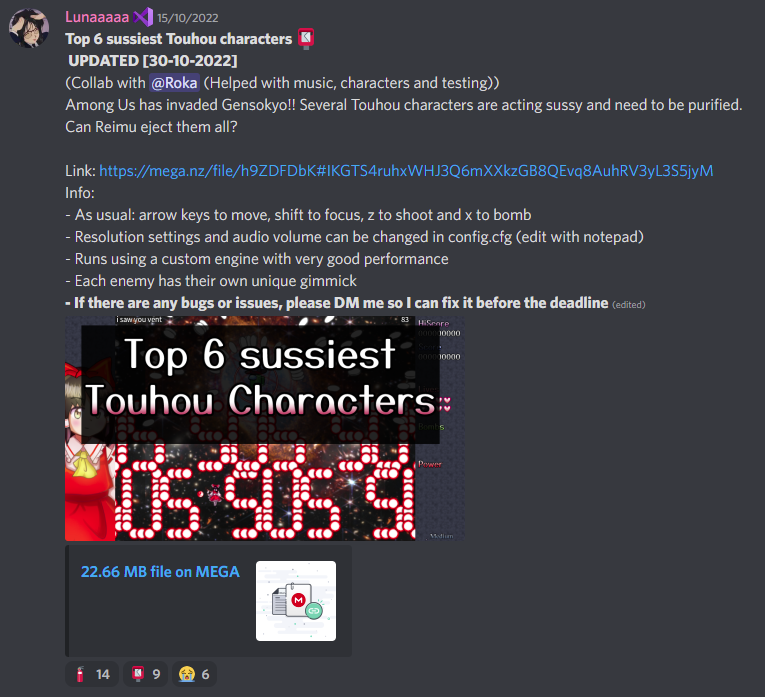 Lunaaaaa 15/10/2022
Top 6 sussiest Touhou characters
UPDATED [30-10-2022]
(Collab with @Roka (Helped with music, characters and testing))
Among Us has invaded Gensokyo!! Several Touhou characters are acting sussy and need to be purified.
Can Reimu eject them all?
Link: https://mega.nz/file/h9ZDFDbK#IKGTS4ruhxWHJ3Q6mXXkzGB8QEvq8AuhRV3yL3S5jyM
Info:
- As usual: arrow keys to move, shift to focus, z to shoot and x to bomb
- Resolution settings and audio volume can be changed in config.cfg (edit with notepad)
- Runs using a custom engine with very good performance
- Each enemy has their own unique gimmick
- If there are any bugs or issues, please DM me so I can fix it before the deadline (edited)
i saw you vent
83
HiScore
Top 6 sussiest
Touhou Characters
Bombs
Power
22.66 MB file on MEGA
14
9
6